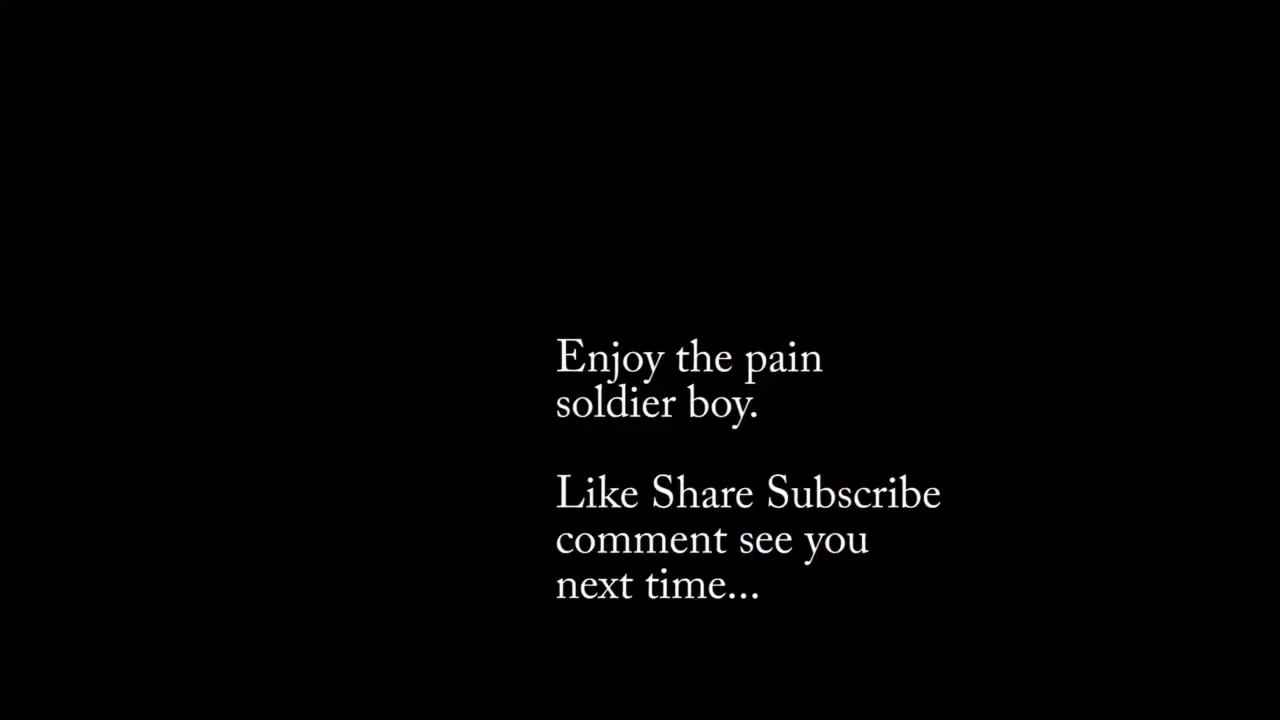 Enjoy the pain
soldier boy.
Like Share Subscribe
comment see you
next time...